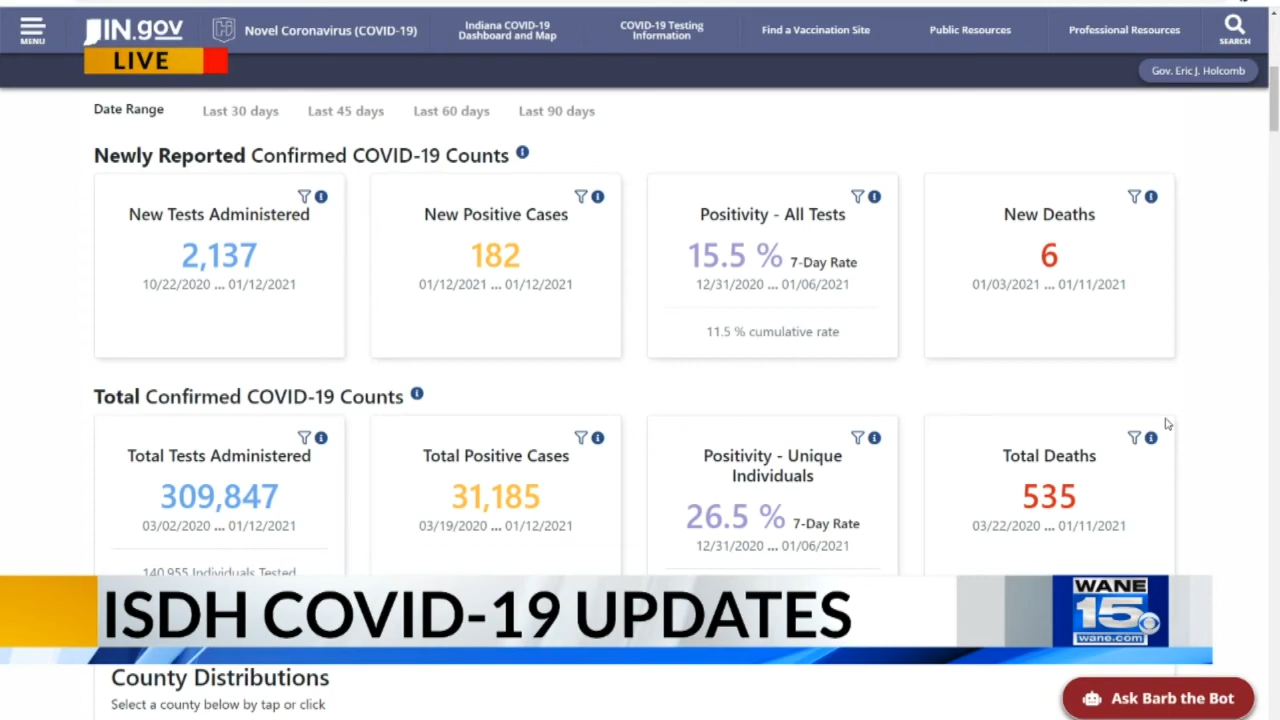 MENU
IN.gov
Novel Coronavirus (COVID-19)
Indiana COVID-19
Dashboard and Map
COVID-19 Testing
Information
Find a Vaccination Site
Public Resources
Professional Resources
SEARCH
LIVE
Gov. Eric J. Holcomb
Date Range
Last 30 days
Last 45 days
Last 60 days
Last 90 days
Newly Reported Confirmed COVID-19 Counts
New Tests Administered
2,137
10/22/2020 ... 01/12/2021
New Positive Cases
182
01/12/2021 ... 01/12/2021
Positivity - All Tests
15.5 % 7-Day Rate
12/31/2020 ... 01/06/2021
11.5 % cumulative rate
New Deaths
6
01/03/2021 ... 01/11/2021
Total Confirmed COVID-19 Counts
Total Tests Administered
309,847
03/02/2020 ... 01/12/2021
140,955 Individuals Tested
Total Positive Cases
31,185
03/19/2020 ... 01/12/2021
Positivity - Unique
Individuals
26.5 % 7-Day Rate
12/31/2020 ... 01/06/2021
Total Deaths
535
03/22/2020 ... 01/11/2021
ISDH COVID-19 UPDATES
WANE
15
wane.com
County Distributions
Select a county below by tap or click
Ask Barb the Bot